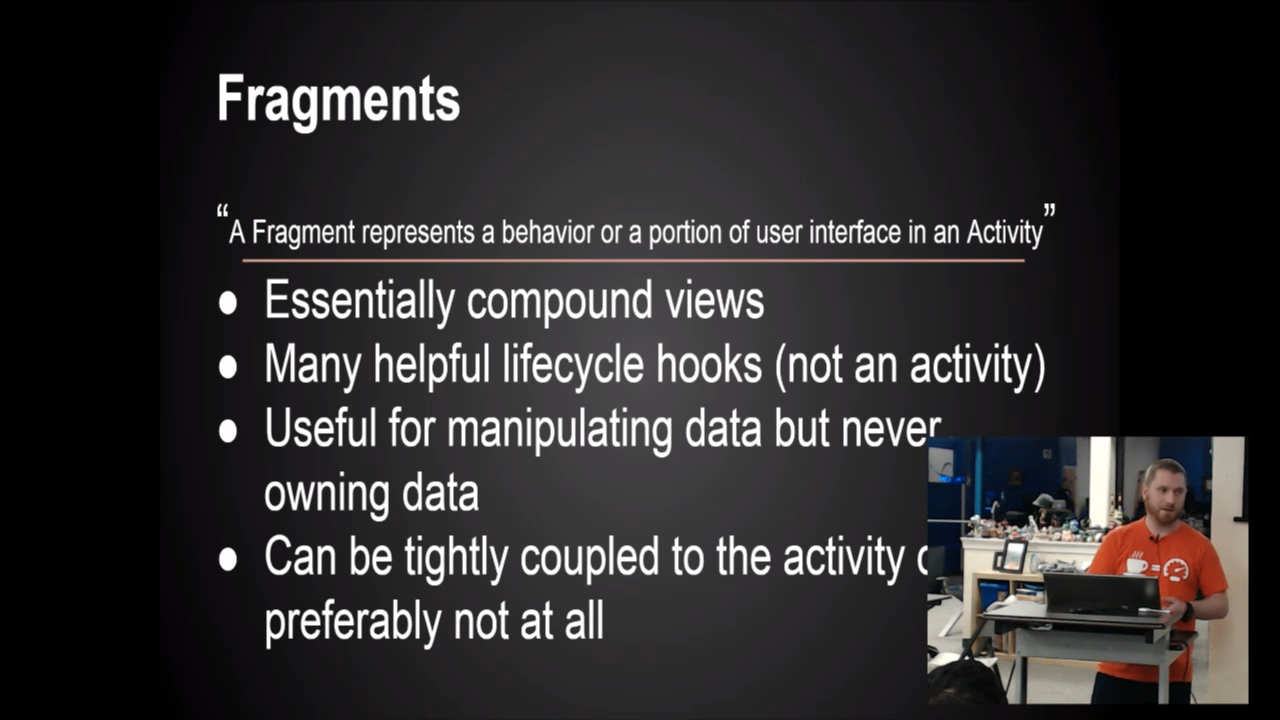 Fragments
“A Fragment represents a behavior or a portion of user interface in an Activity”
● Essentially compound views
● Many helpful lifecycle hooks (not an activity)
● Useful for manipulating data but never
owning data
● Can be tightly coupled to the activity
preferably not at all